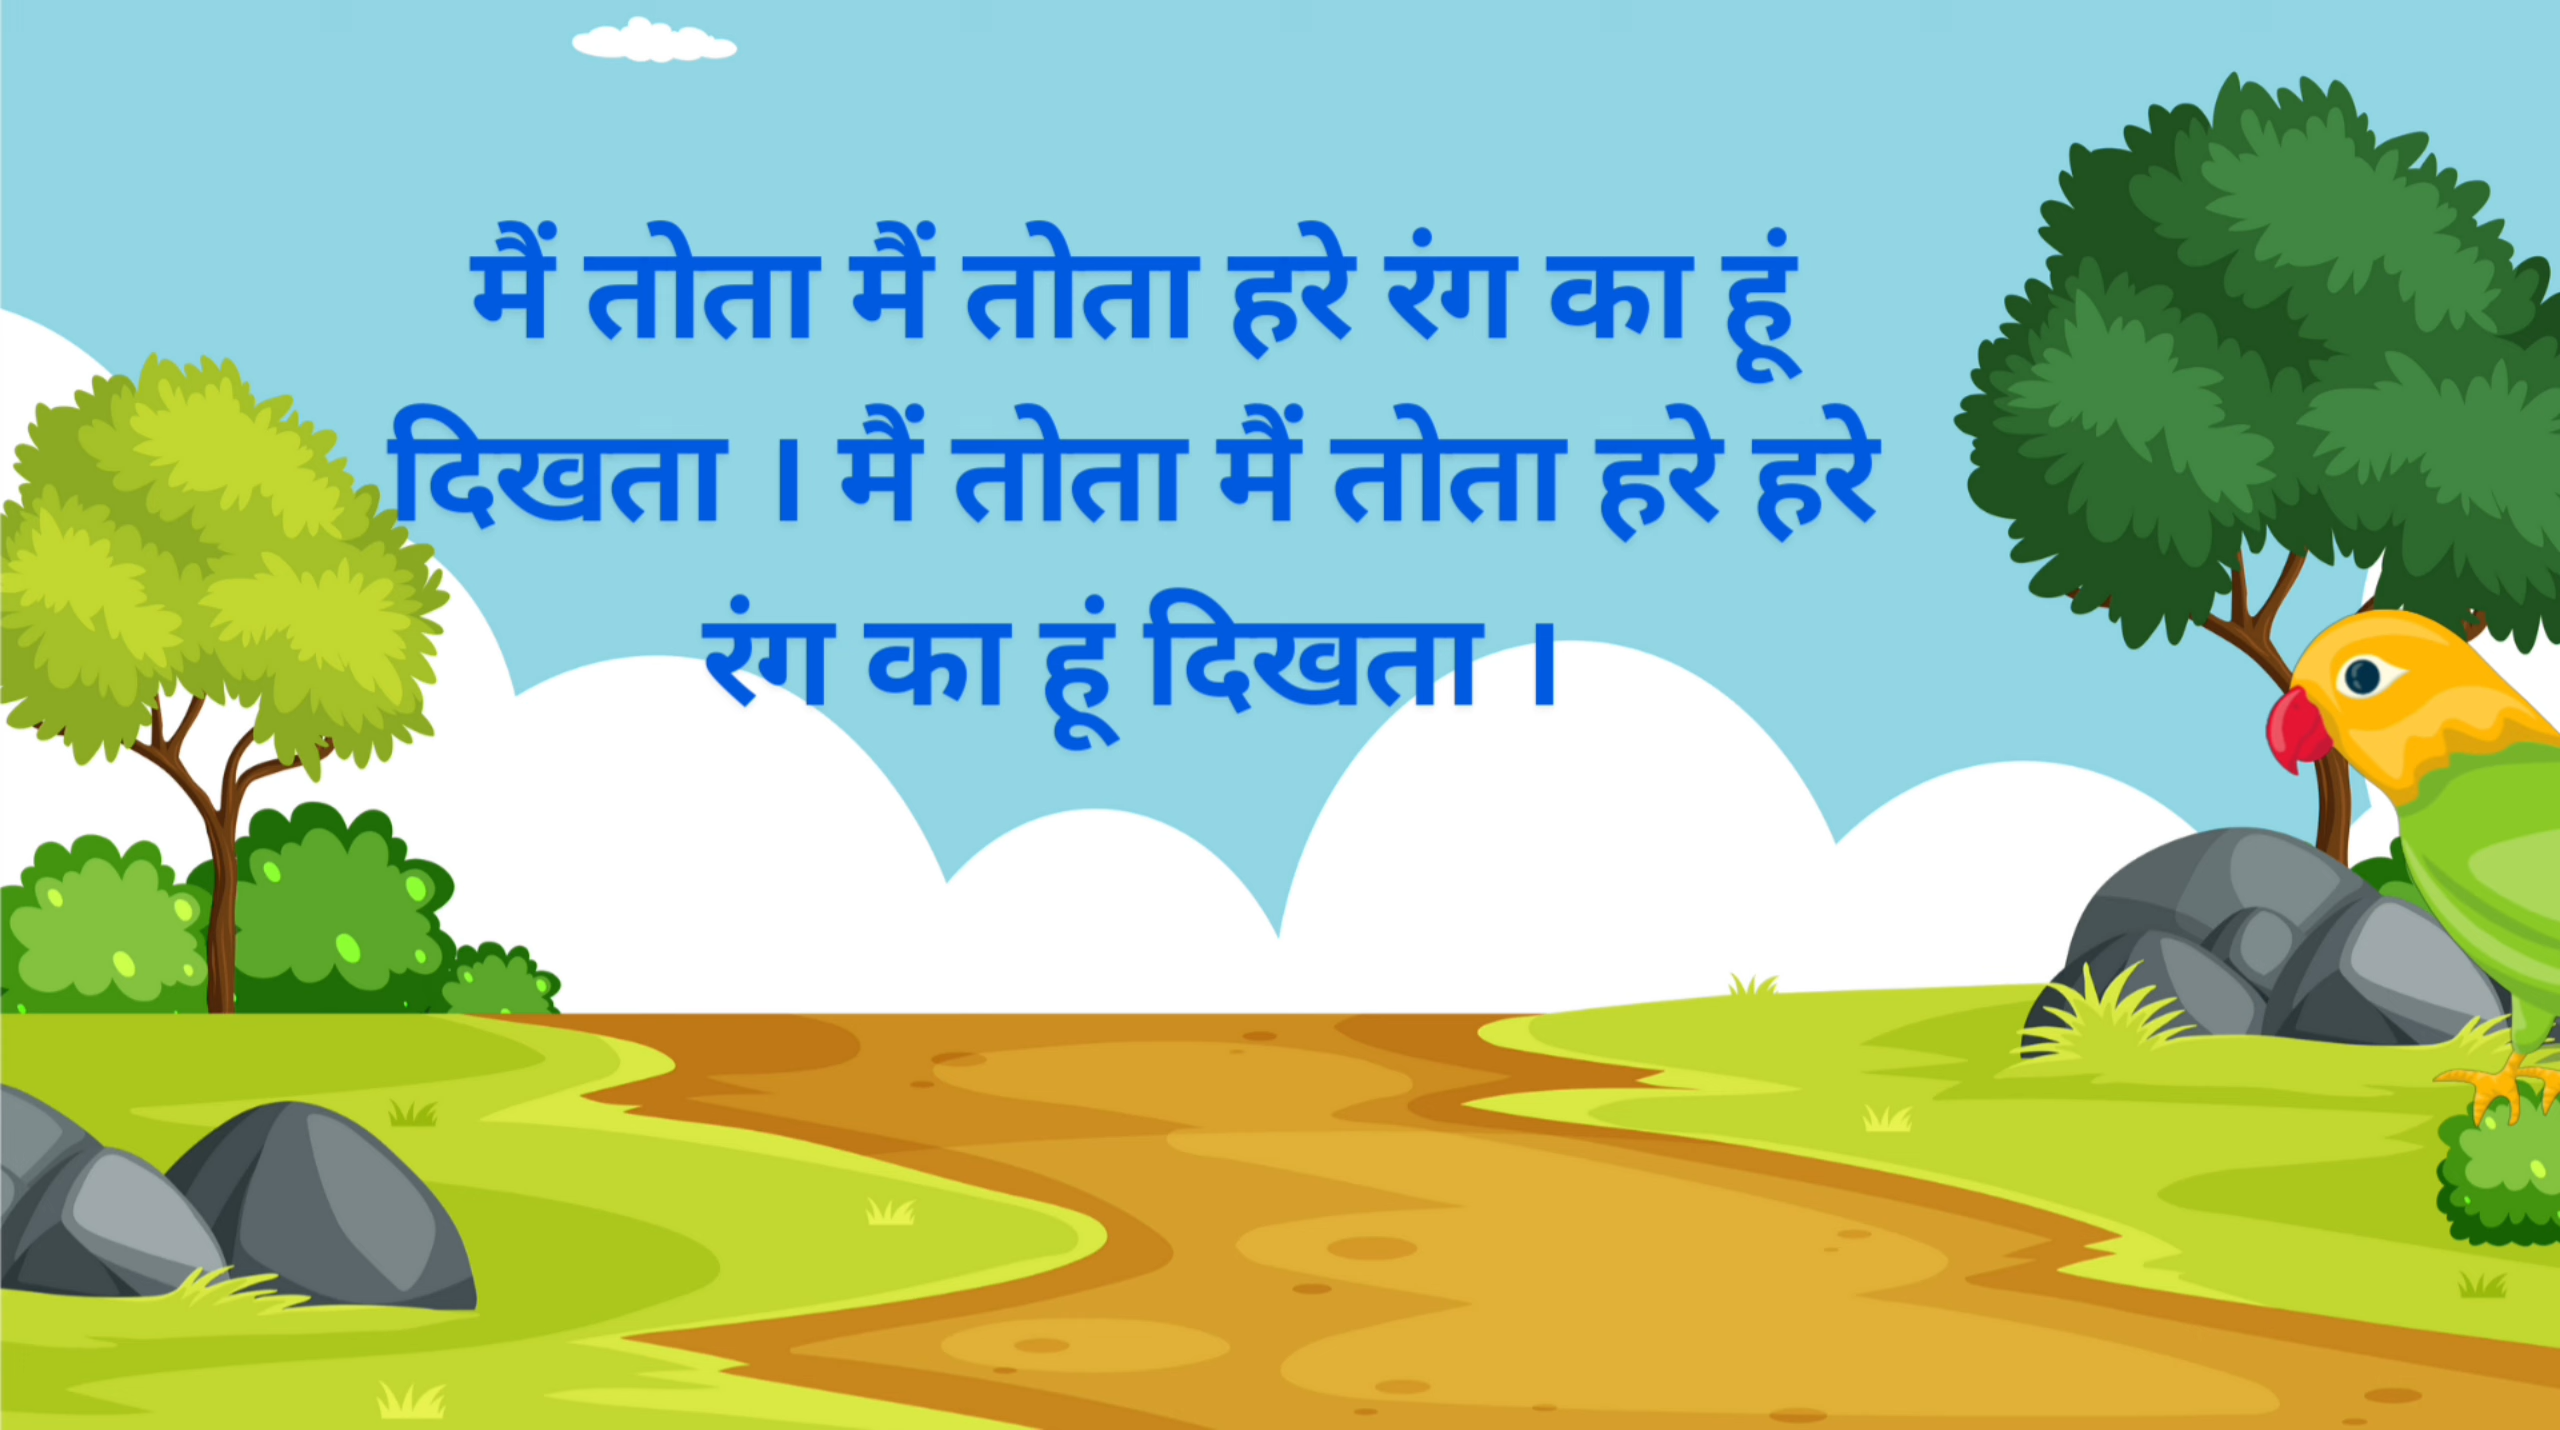 मैं तोता मैं तोता हरे रंग का हूं
दिखता । मैं तोता मैं तोता हरे हरे
रंग का हूं दिखता ।